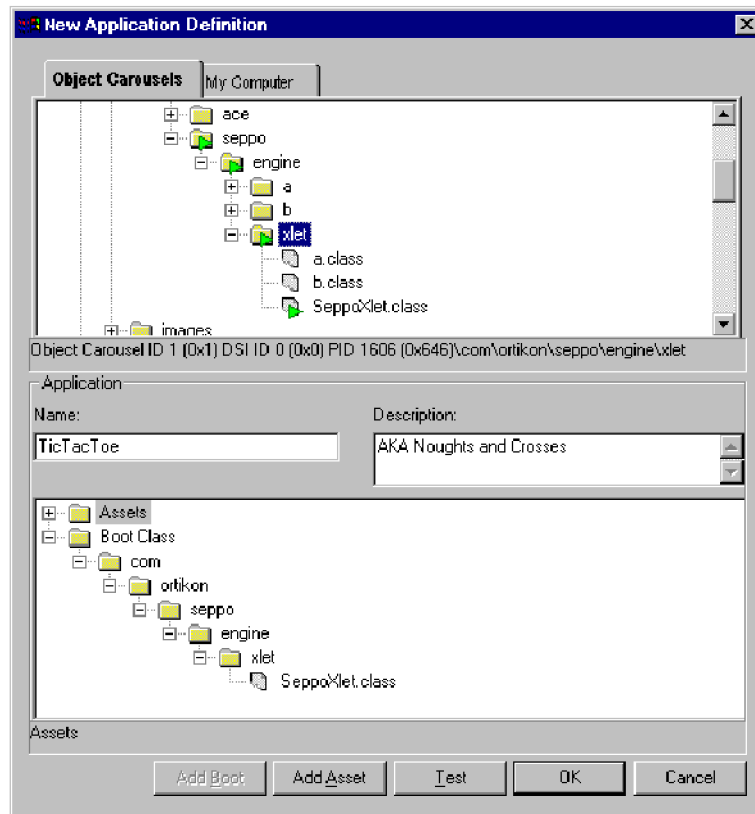 New Application Definition
Object Carousels
My Computer
ace
seppo
engine
a
b
xlet
a.class
b.class
SeppoXlet.class
images
Object Carousel ID 1 (0x1) DSI ID 0 (0x0) PID 1606 (0x646)\com\ortikon\seppo\engine\xlet
Application
Name:
Description:
TicTacToe
AKA Noughts and Crosses
Assets
Boot Class
com
ortikon
seppo
engine
xlet
SeppoXlet.class
Assets
Add Boot
Add Asset
Test
OK
Cancel